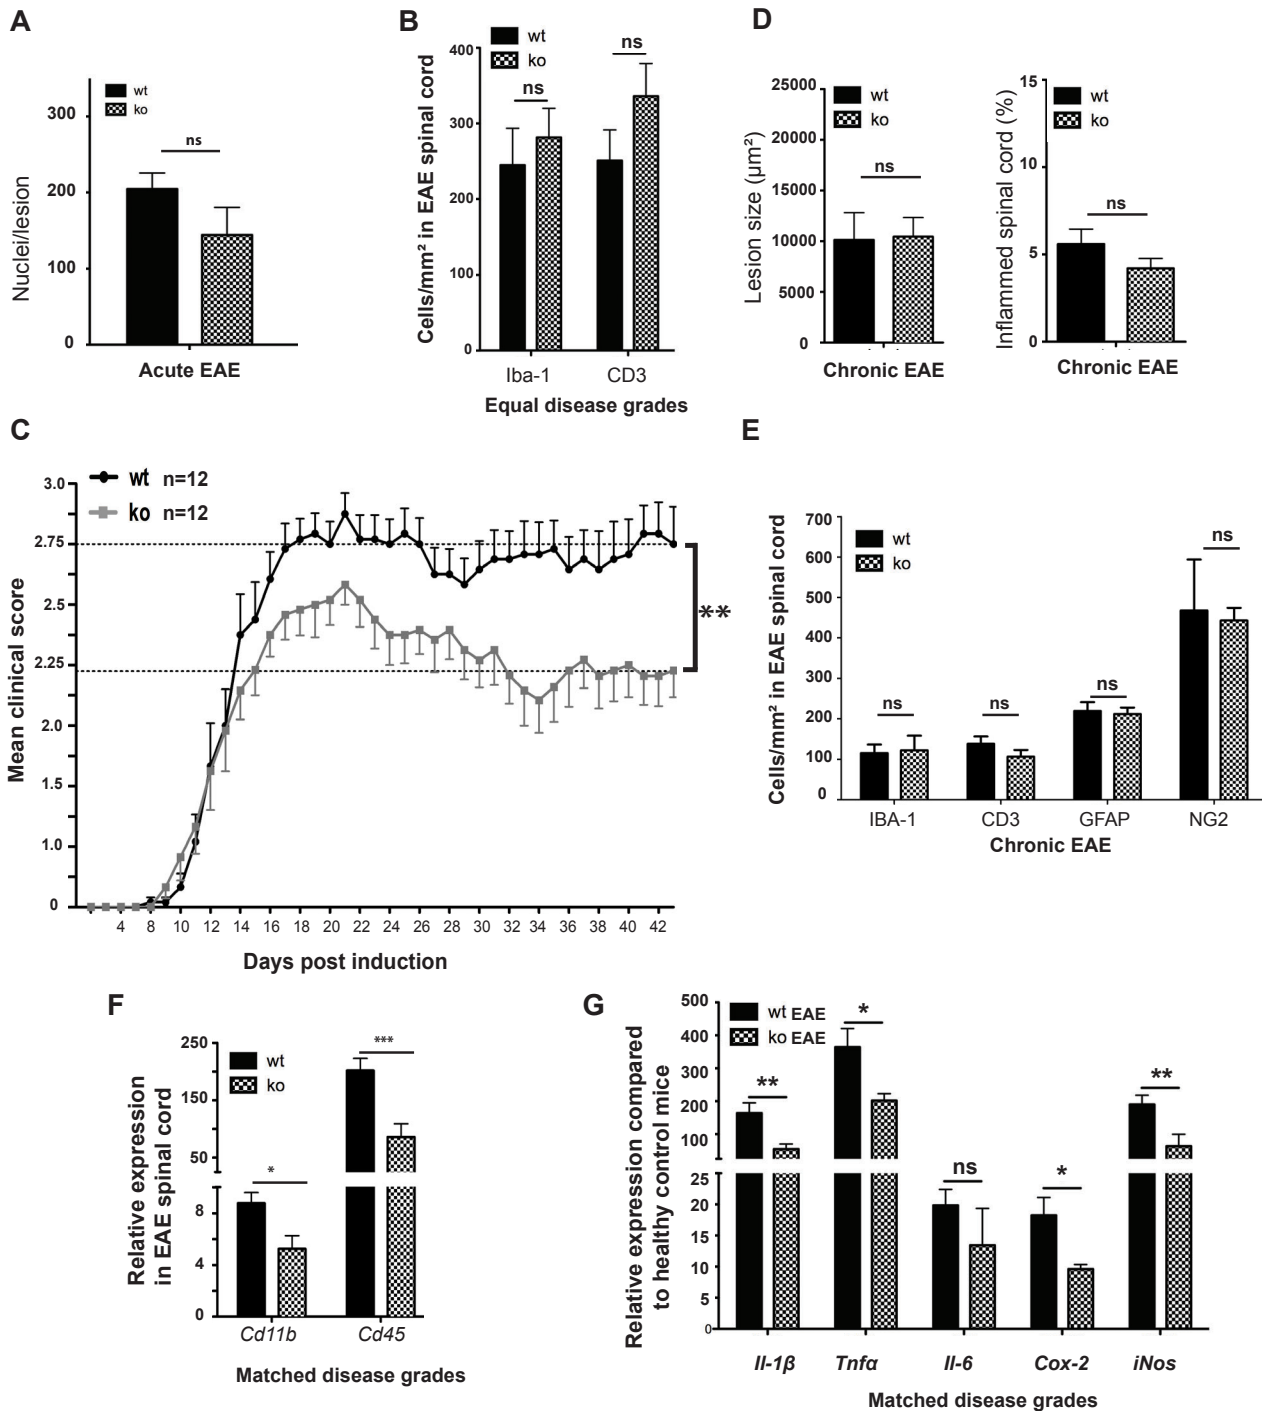 A
wt
ko
ns
300
200
100
0
Nuclei/lesion
Acute EAE
B
wt
ko
ns
ns
400
300
200
100
0
Cells/mm² in EAE spinal cord
Iba-1 CD3
Equal disease grades
D
wt
ko
ns
25000
20000
15000
10000
5000
0
Lesion size (µm²)
Chronic EAE
wt
ko
ns
15
10
5
0
Inflammed spinal cord (%)
Chronic EAE
C
wt n=12
ko n=12
3.0
2.75
2.5
2.25
2.0
1.5
1.0
0
**
Mean clinical score
4 8 10 12 14 16 18 20 22 24 26 28 30 32 34 36 38 40 42
Days post induction
E
wt
ko
ns
ns
ns
ns
700
600
500
400
300
200
100
0
Cells/mm² in EAE spinal cord
IBA-1 CD3 GFAP NG2
Chronic EAE
F
wt
ko
*
***
250
150
50
8
4
0
Relative expression
in EAE spinal cord
Cd11b Cd45
Matched disease grades
G
wt EAE
ko EAE
**
*
ns
*
**
500
400
300
200
100
25
20
15
10
5
0
Relative expression compared
to healthy control mice
Il-1β Tnfα Il-6 Cox-2 iNos
Matched disease grades